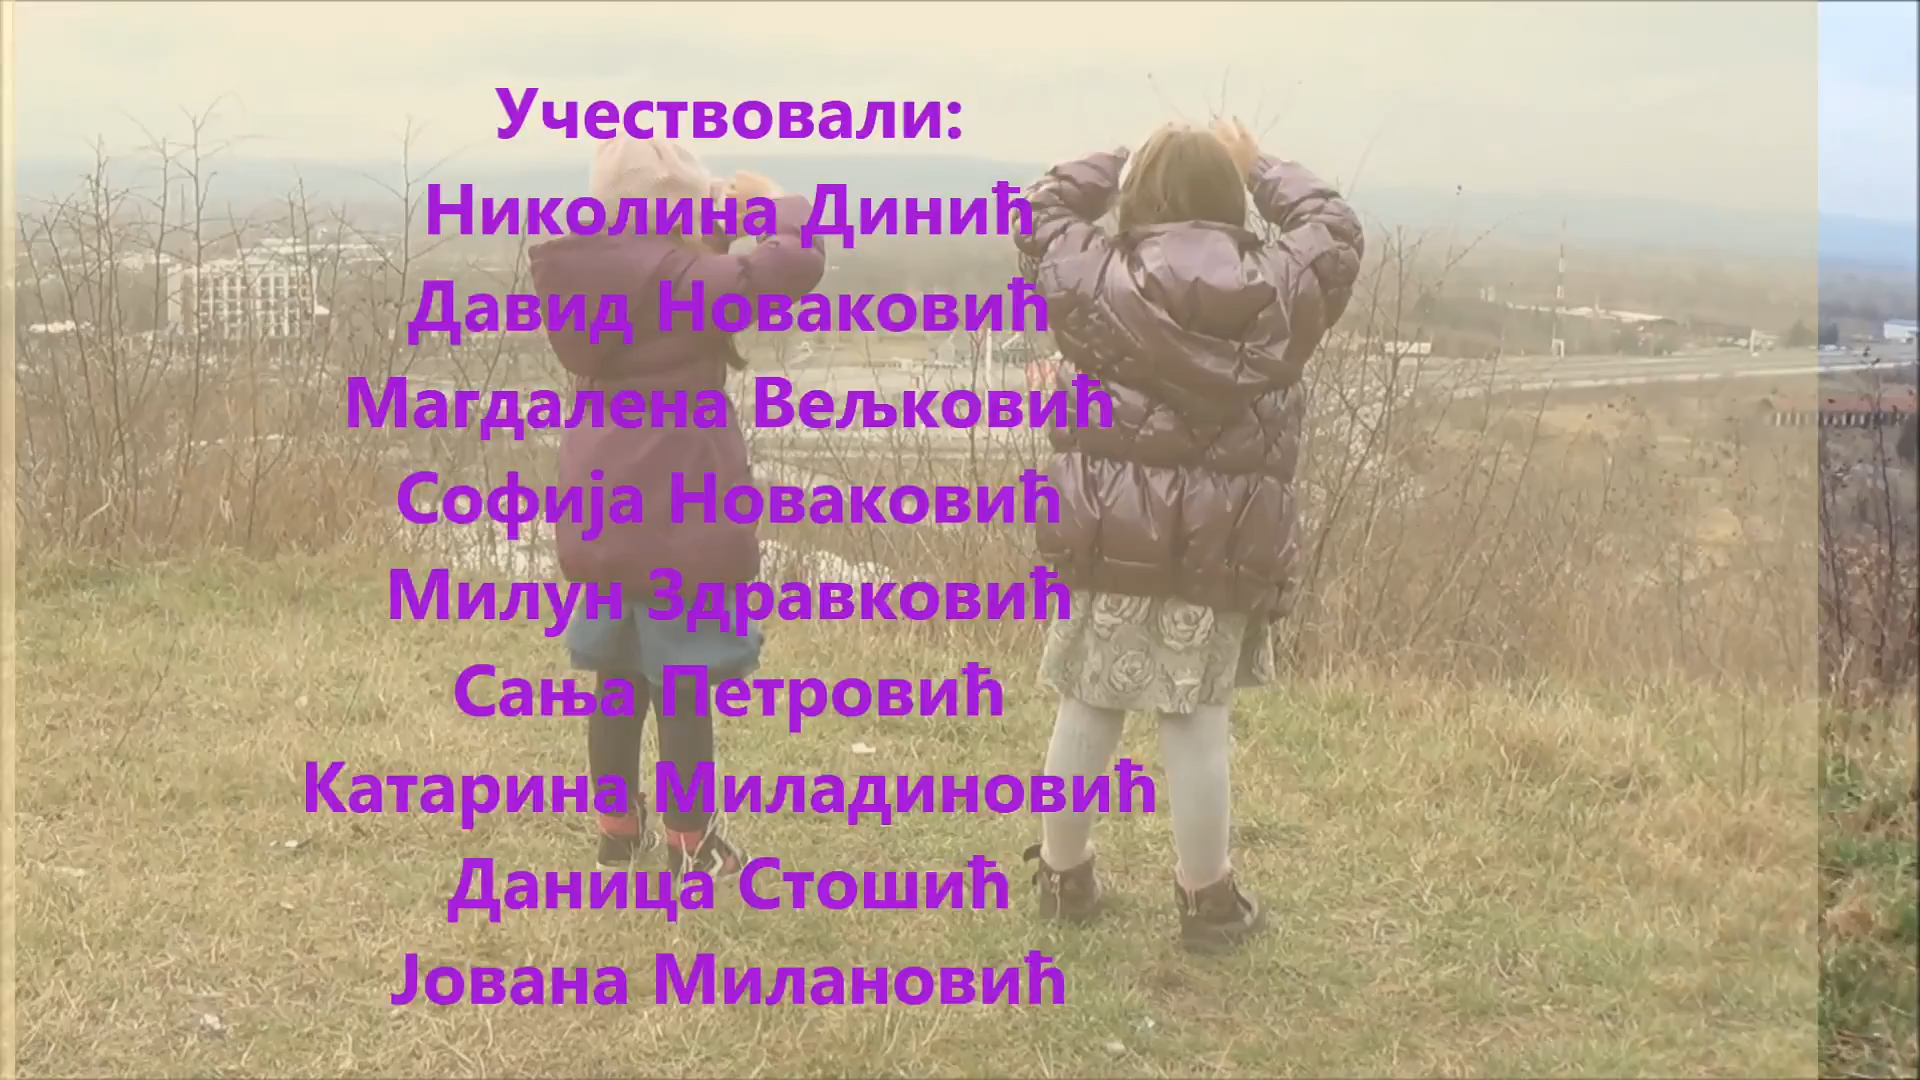 Учествовали:
Николина Динић
Давид Новаковић
Магдалена Вељковић
Софија Новаковић
Милун Здравковић
Сања Петровић
Катарина Миладиновић
Даница Стошић
Јована Милановић